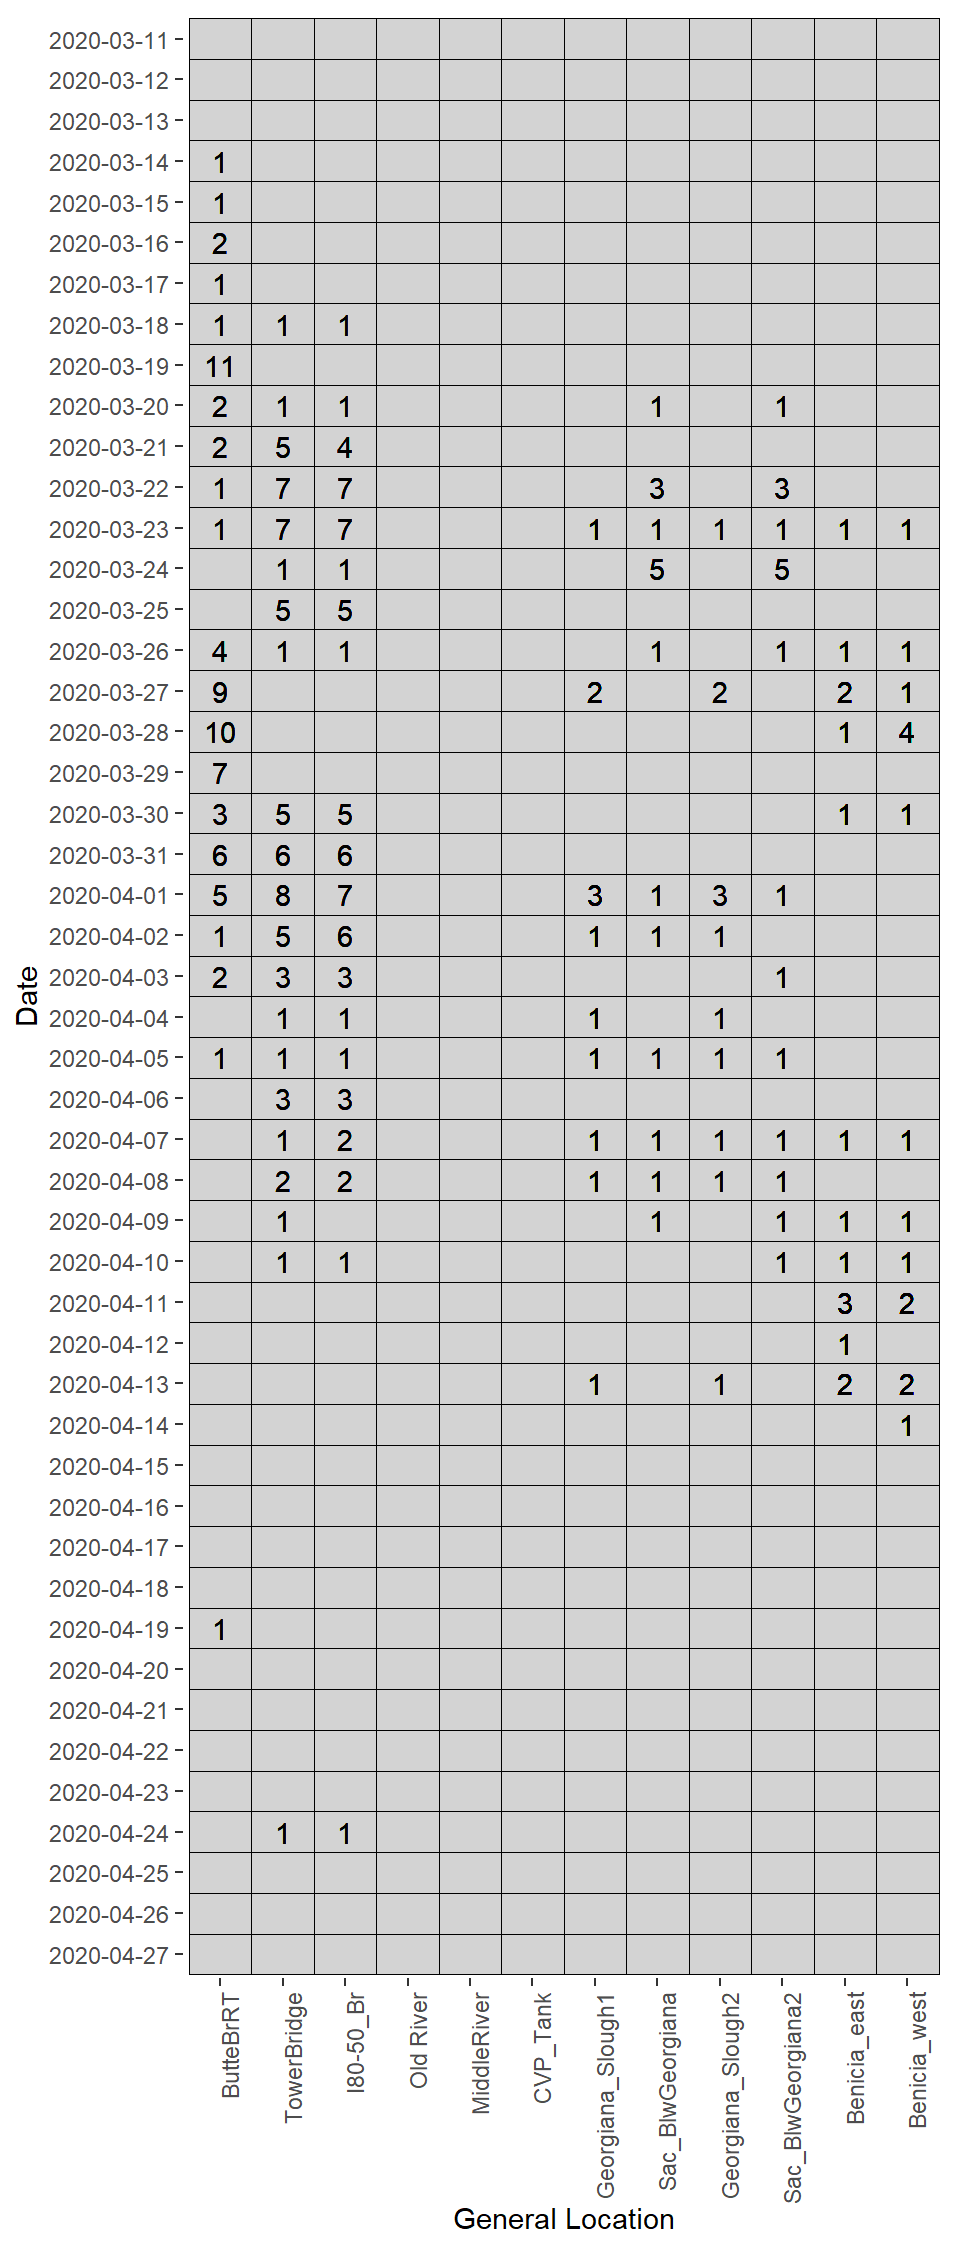 2020-03-11
2020-03-12
2020-03-13
2020-03-14 1
2020-03-15 1
2020-03-16 2
2020-03-17 1
2020-03-18 1 1 1
2020-03-19 11
2020-03-20 2 1 1 1 1
2020-03-21 2 5 4
2020-03-22 1 7 7 3 3
2020-03-23 1 7 7 1 1 1 1 1 1
2020-03-24 1 1 5 5
2020-03-25 5 5
2020-03-26 4 1 1 1 1 1 1
2020-03-27 9 2 2 2 1
2020-03-28 10 1 4
2020-03-29 7
2020-03-30 3 5 5 1 1
2020-03-31 6 6 6
2020-04-01 5 8 7 3 1 3 1
2020-04-02 1 5 6 1 1 1
2020-04-03 2 3 3 1
2020-04-04 1 1 1 1
2020-04-05 1 1 1 1 1 1 1
2020-04-06 3 3
2020-04-07 1 2 1 1 1 1 1 1
2020-04-08 2 2 1 1 1 1
2020-04-09 1 1 1 1 1
2020-04-10 1 1 1 1 1
2020-04-11 3 2
2020-04-12 1
2020-04-13 1 1 2 2
2020-04-14 1
2020-04-15
2020-04-16
2020-04-17
2020-04-18
2020-04-19 1
2020-04-20
2020-04-21
2020-04-22
2020-04-23
2020-04-24 1 1
2020-04-25
2020-04-26
2020-04-27
Date
ButteBrRT
TowerBridge
I80-50_Br
Old River
MiddleRiver
CVP_Tank
Georgiana_Slough1
Sac_BlwGeorgiana
Georgiana_Slough2
Sac_BlwGeorgiana2
Benicia_east
Benicia_west
General Location